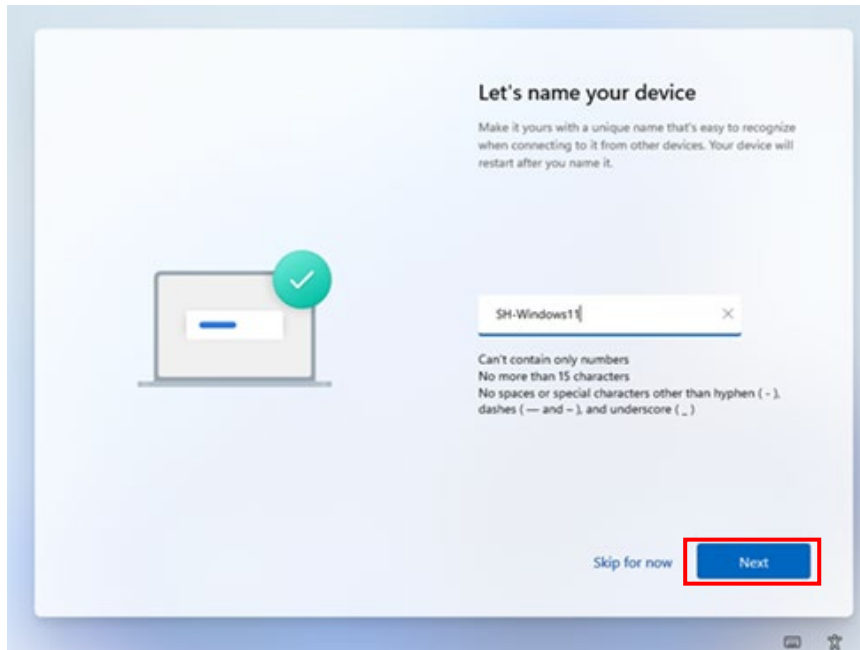 Let's name your device
Make it yours with a unique name that's easy to recognize
when connecting to it from other devices. Your device will
restart after you name it.
SH-Windows11
Can't contain only numbers
No more than 15 characters
No spaces or special characters other than hyphen ( - ),
dashes ( — and – ), and underscore ( _ )
Skip for now
Next